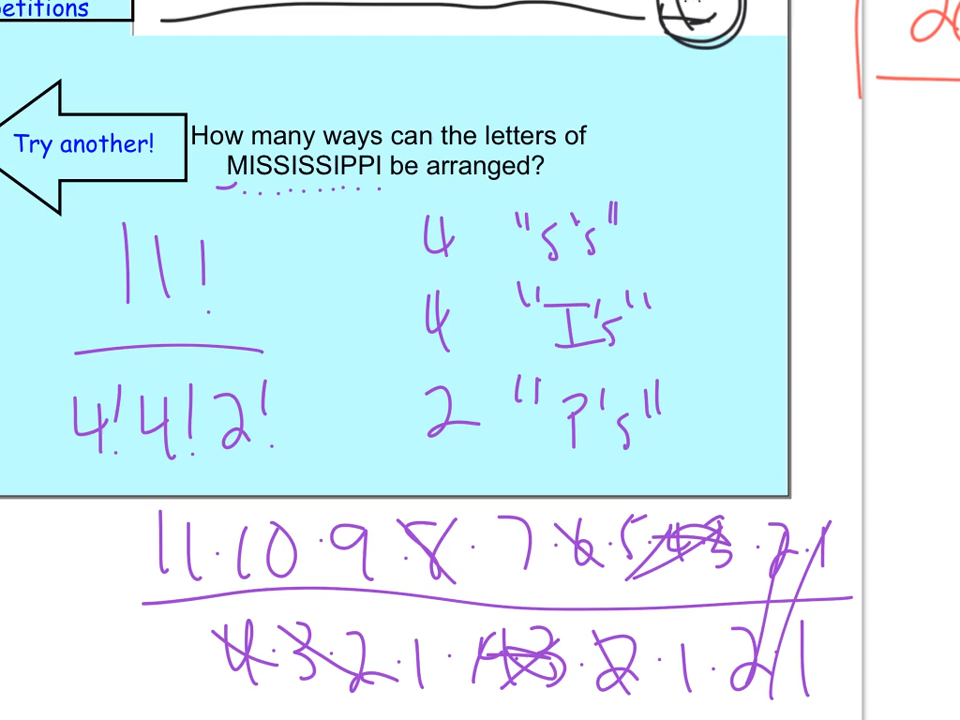 etitions
Try another!
How many ways can the letters of
MISSISSIPPI be arranged?
11!
4!4!2!
4 "s's"
4 "I's"
2 "P's"
11·10·9·8·7·6·5·4·3·2·1
4·3·2·1·4·3·2·1·2·1